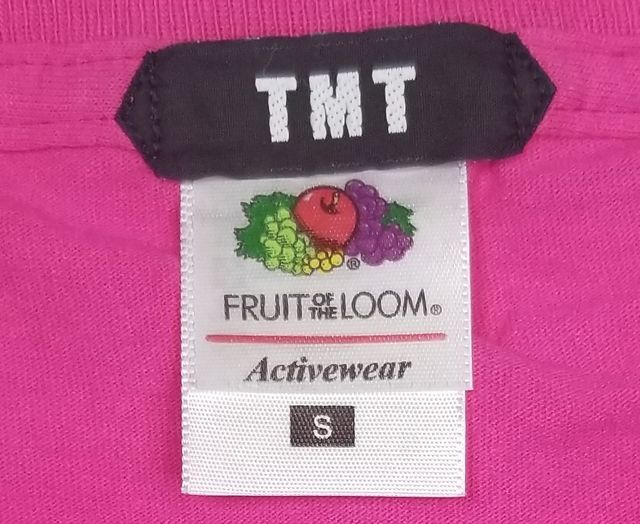 TMT
®
FRUIT OF THE LOOM®
Activewear
S